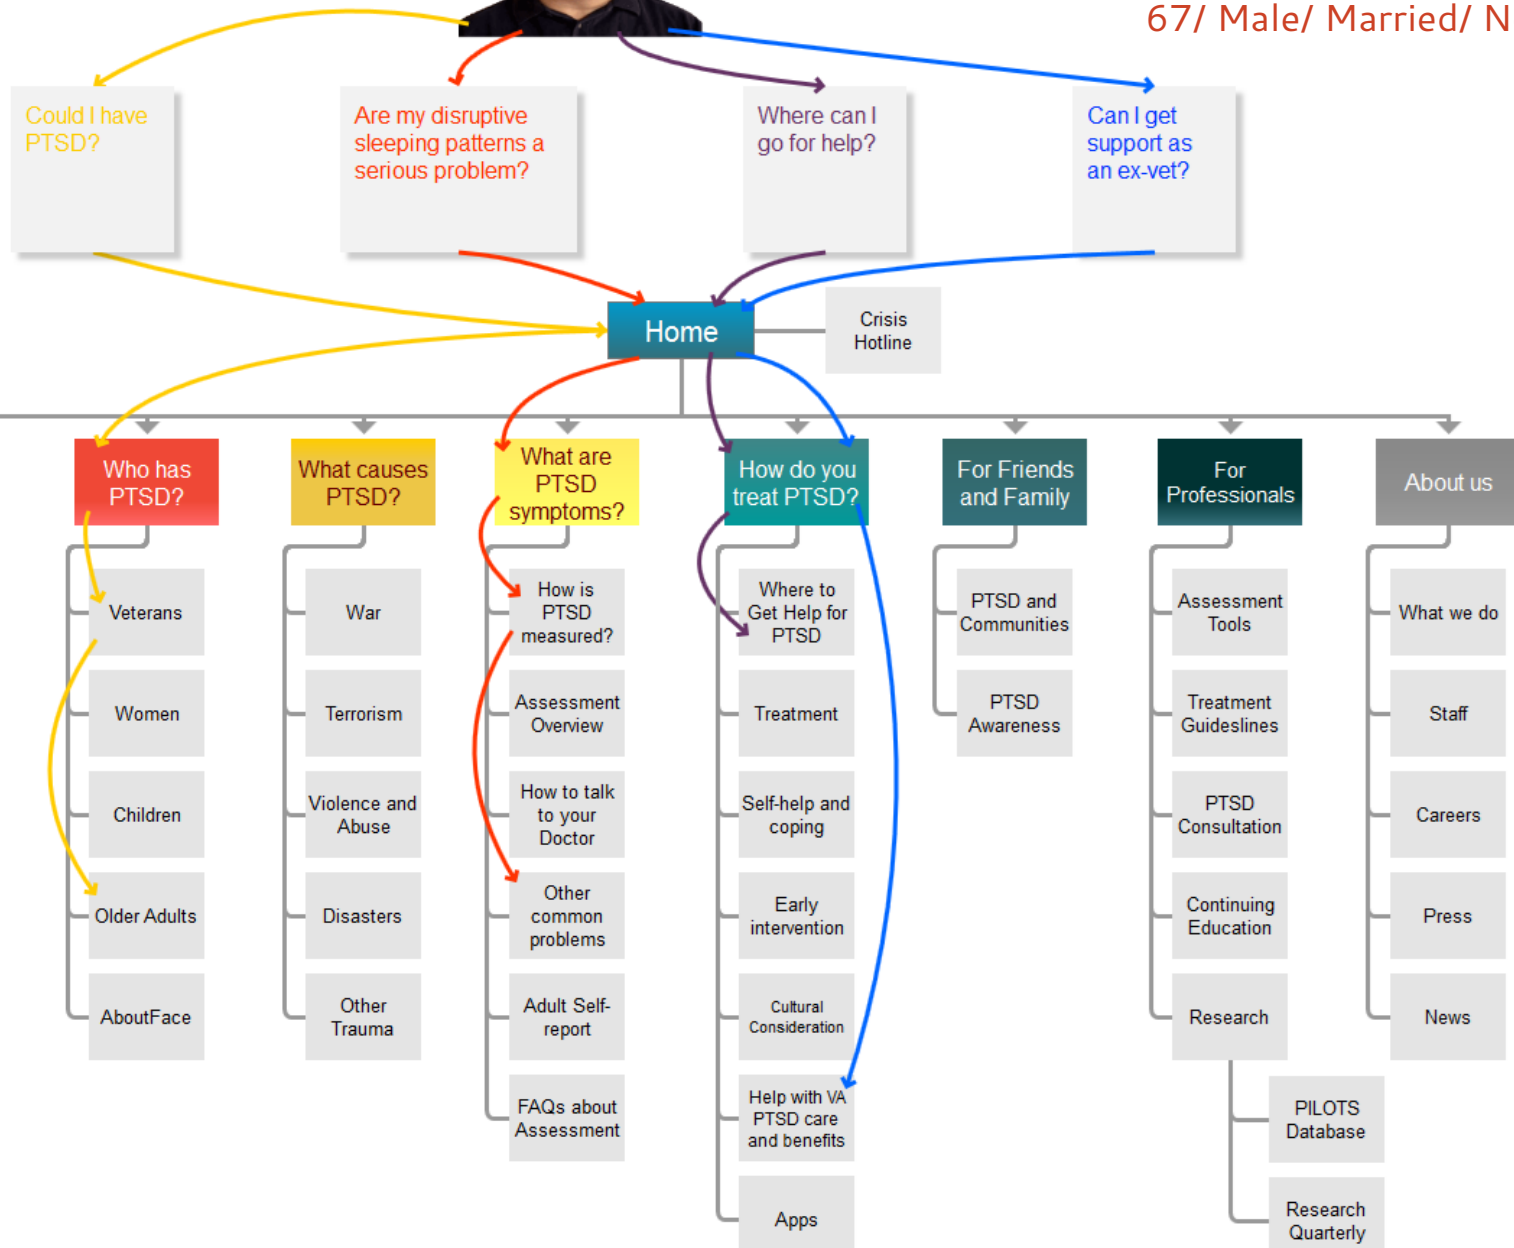 67/ Male/ Married/ N
Could I have
PTSD?
Are my disruptive
sleeping patterns a
serious problem?
Where can I
go for help?
Can I get
support as
an ex-vet?
Home
Crisis
Hotline
Who has
PTSD?
What causes
PTSD?
What are
PTSD
symptoms?
How do you
treat PTSD?
For Friends
and Family
For
Professionals
About us
Veterans
Women
Children
Older Adults
AboutFace
War
Terrorism
Violence and
Abuse
Disasters
Other
Trauma
How is
PTSD
measured?
Assessment
Overview
How to talk
to your
Doctor
Other
common
problems
Adult Self-
report
FAQs about
Assessment
Where to
Get Help for
PTSD
Treatment
Self-help and
coping
Early
intervention
Cultural
Consideration
Help with VA
PTSD care
and benefits
Apps
PTSD and
Communities
PTSD
Awareness
Assessment
Tools
Treatment
Guideslines
PTSD
Consultation
Continuing
Education
Research
PILOTS
Database
Research
Quarterly
What we do
Staff
Careers
Press
News